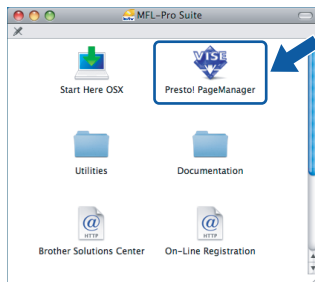 MFL-Pro Suite
VISE
Start Here OSX
Presto! PageManager
Utilities
Documentation
@
HTTP
@
HTTP
Brother Solutions Center
On-Line Registration